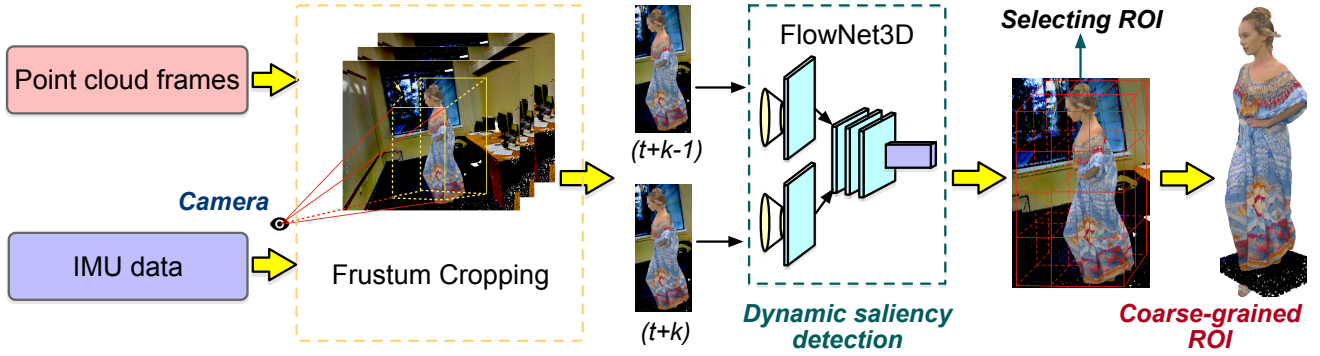 Point cloud frames
IMU data
Camera
Frustum Cropping
(t+k-1)
(t+k)
FlowNet3D
Dynamic saliency
detection
Selecting ROI
Coarse-grained
ROI